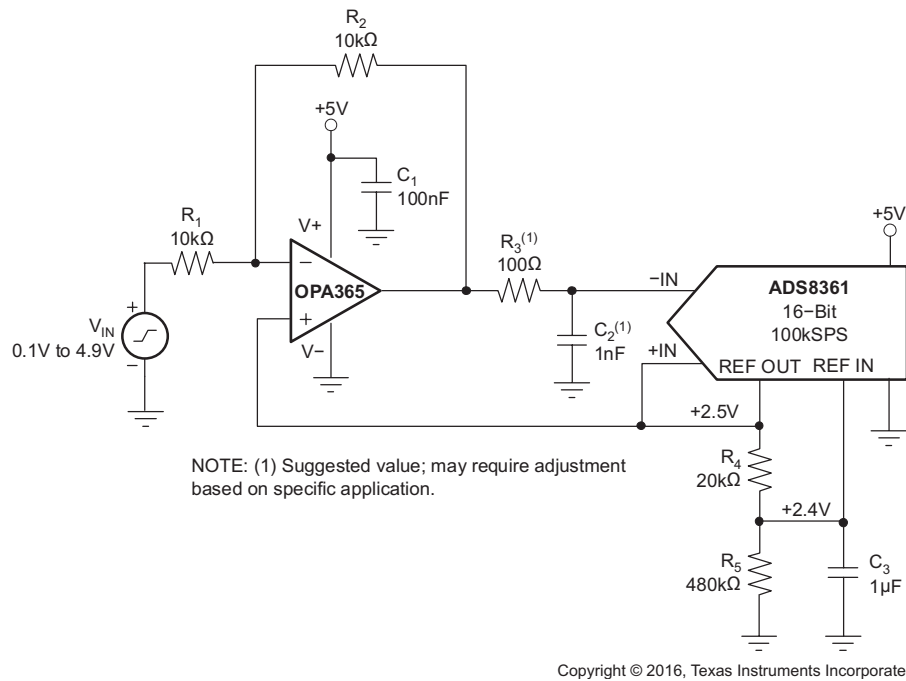 R2
10kΩ
+5V
C1
100nF
R1
10kΩ
V+
R3(1)
100Ω
+5V
−
OPA365
+
−IN
ADS8361
16−Bit
100kSPS
+
VIN
0.1V to 4.9V
−
V−
C2(1)
1nF
+IN
REF OUT
REF IN
+2.5V
NOTE: (1) Suggested value; may require adjustment
based on specific application.
R4
20kΩ
+2.4V
R5
480kΩ
C3
1µF
Copyright © 2016, Texas Instruments Incorporate